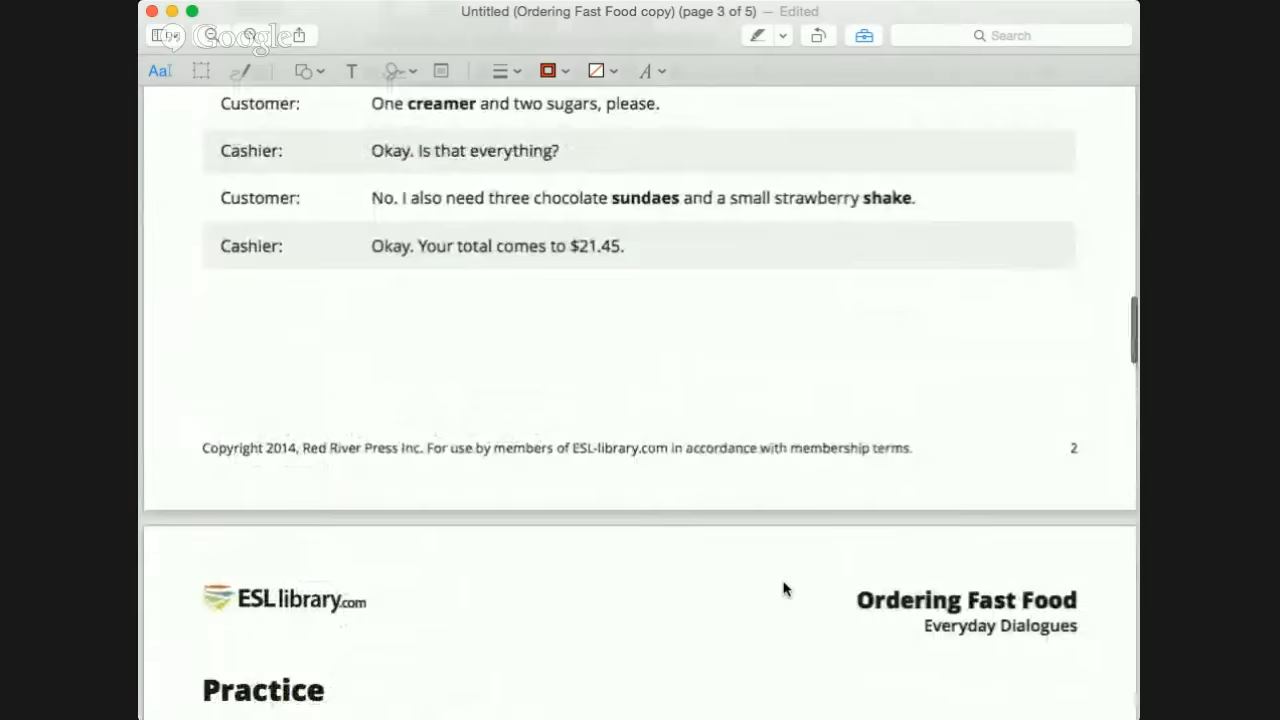 Untitled (Ordering Fast Food copy) (page 3 of 5) — Edited
Google
Search
AaI
T
A
Customer: One creamer and two sugars, please.
Cashier: Okay. Is that everything?
Customer: No. I also need three chocolate sundaes and a small strawberry shake.
Cashier: Okay. Your total comes to $21.45.
Copyright 2014, Red River Press Inc. For use by members of ESL-library.com in accordance with membership terms. 2
ESLlibrary.com
Ordering Fast Food
Everyday Dialogues
Practice